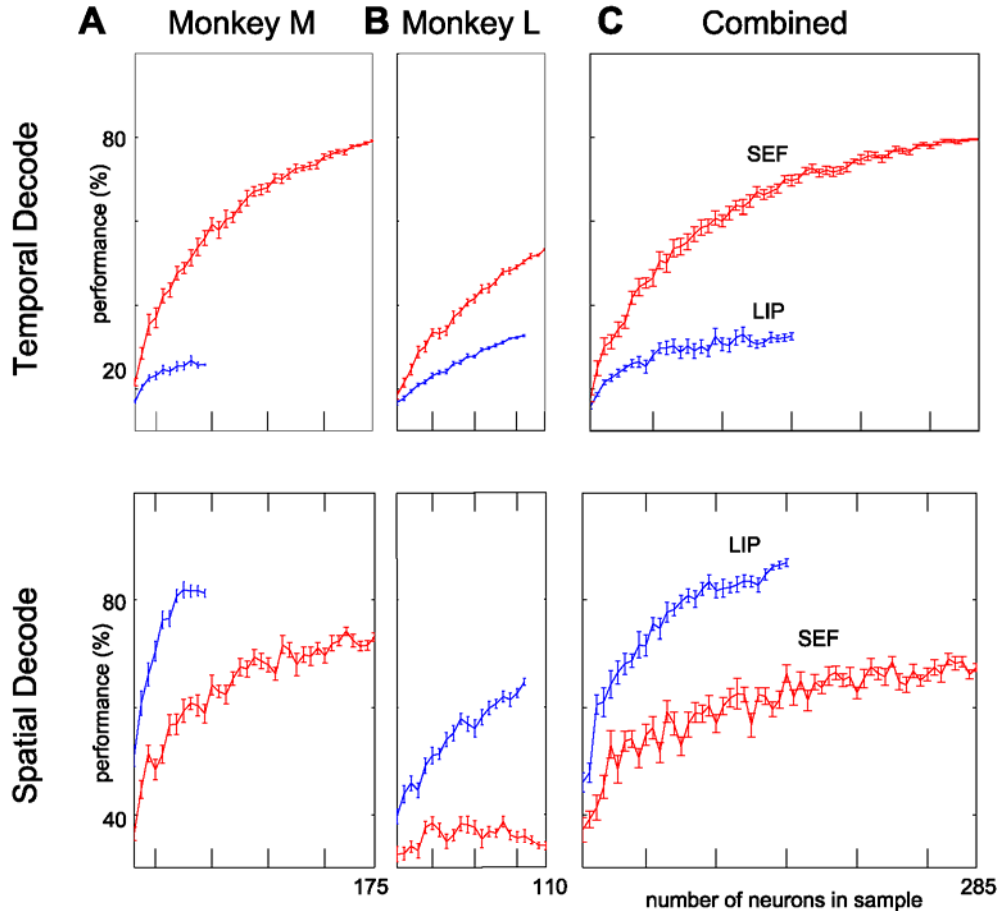 A Monkey M B Monkey L C Combined
Temporal Decode
performance (%)
80
20
SEF
LIP
Spatial Decode
performance (%)
80
40
LIP
SEF
175
110
number of neurons in sample
285